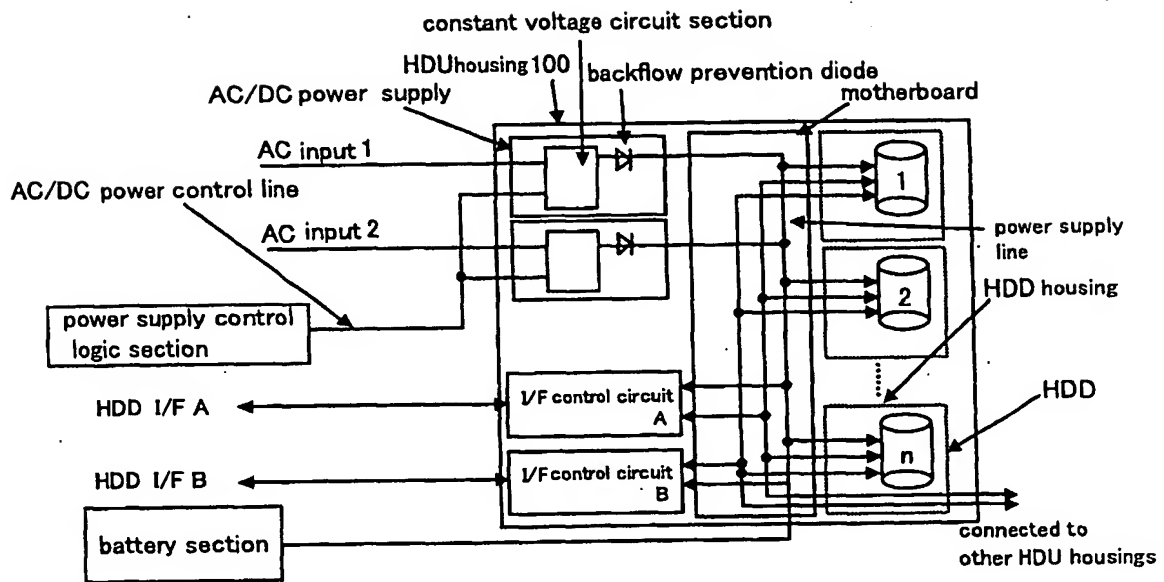 constant voltage circuit section
HDU housing 100
backflow prevention diode
AC/DC power supply
motherboard
AC input 1
AC/DC power control line
1
AC input 2
power supply
line
2
HDD housing
power supply control
logic section
HDD I/F A
I/F control circuit
A
HDD
n
HDD I/F B
I/F control circuit
B
battery section
connected to
other HDU housings